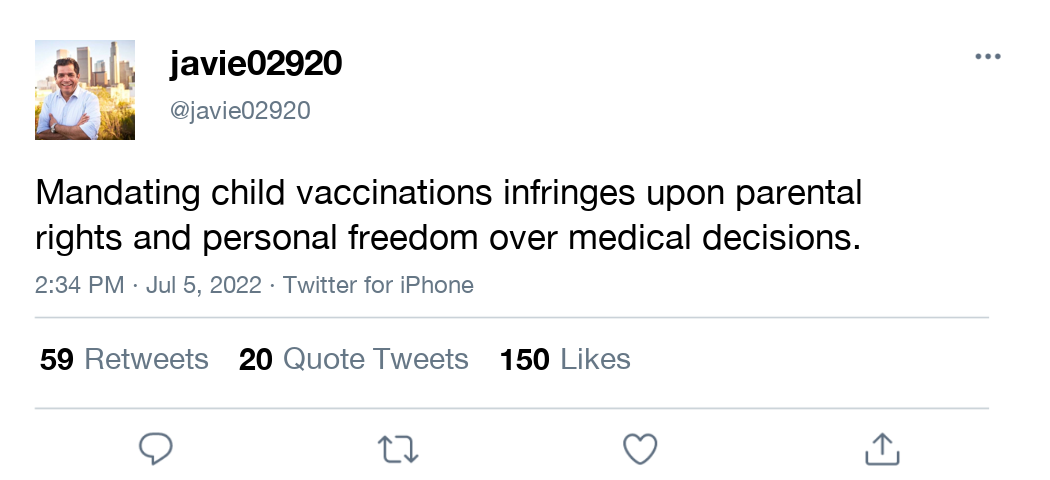 javie02920
@javie02920
Mandating child vaccinations infringes upon parental
rights and personal freedom over medical decisions.
2:34 PM · Jul 5, 2022 · Twitter for iPhone
59 Retweets 20 Quote Tweets 150 Likes